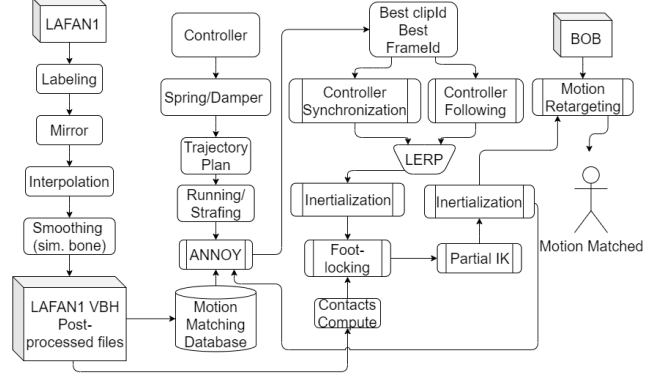 LAFAN1
Labeling
Mirror
Interpolation
Smoothing
(sim. bone)
LAFAN1 VBH
Post-
processed files
Controller
Spring/Damper
Trajectory
Plan
Running/
Strafing
ANNOY
Motion
Matching
Database
Best clipId
Best
FrameId
Controller
Synchronization
Controller
Following
LERP
Inertialization
Foot-
locking
Contacts
Compute
Partial IK
Inertialization
BOB
Motion
Retargeting
Motion Matched